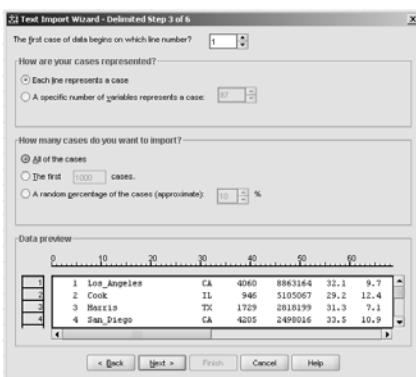 Text Import Wizard - Delimited Step 3 of 6
The first case of data begins on which line number? 1
How are your cases represented?
Each line represents a case
A specific number of variables represents a case: 87
How many cases do you want to import?
All of the cases
The first 1000 cases.
A random percentage of the cases (approximate): 10 %
Data preview
0 10 20 30 40 50 60
1 1 Los_Angeles CA 4060 8863164 32.1 9.7
2 2 Cook IL 946 5105067 29.2 12.4
3 3 Harris TX 1729 2818199 31.3 7.1
4 4 San_Diego CA 4205 2498016 33.5 10.9
< Back Next > Finish Cancel Help